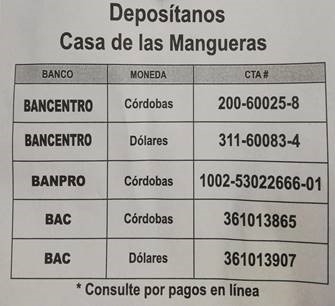 Deposítanos
Casa de las Mangueras
BANCO MONEDA CTA #
BANCENTRO Córdobas 200-60025-8
BANCENTRO Dólares 311-60083-4
BANPRO Córdobas 1002-53022666-01
BAC Córdobas 361013865
BAC Dólares 361013907
* Consulte por pagos en línea